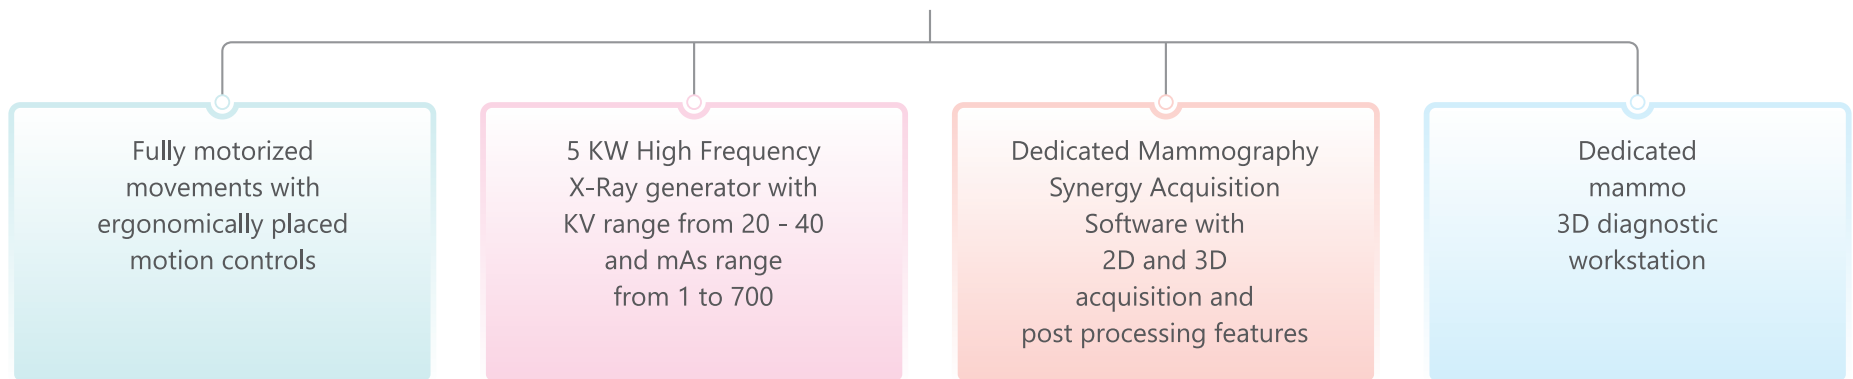 Fully motorized
movements with
ergonomically placed
motion controls
5 KW High Frequency
X-Ray generator with
KV range from 20 - 40
and mAs range
from 1 to 700
Dedicated Mammography
Synergy Acquisition
Software with
2D and 3D
acquisition and
post processing features
Dedicated
mammo
3D diagnostic
workstation